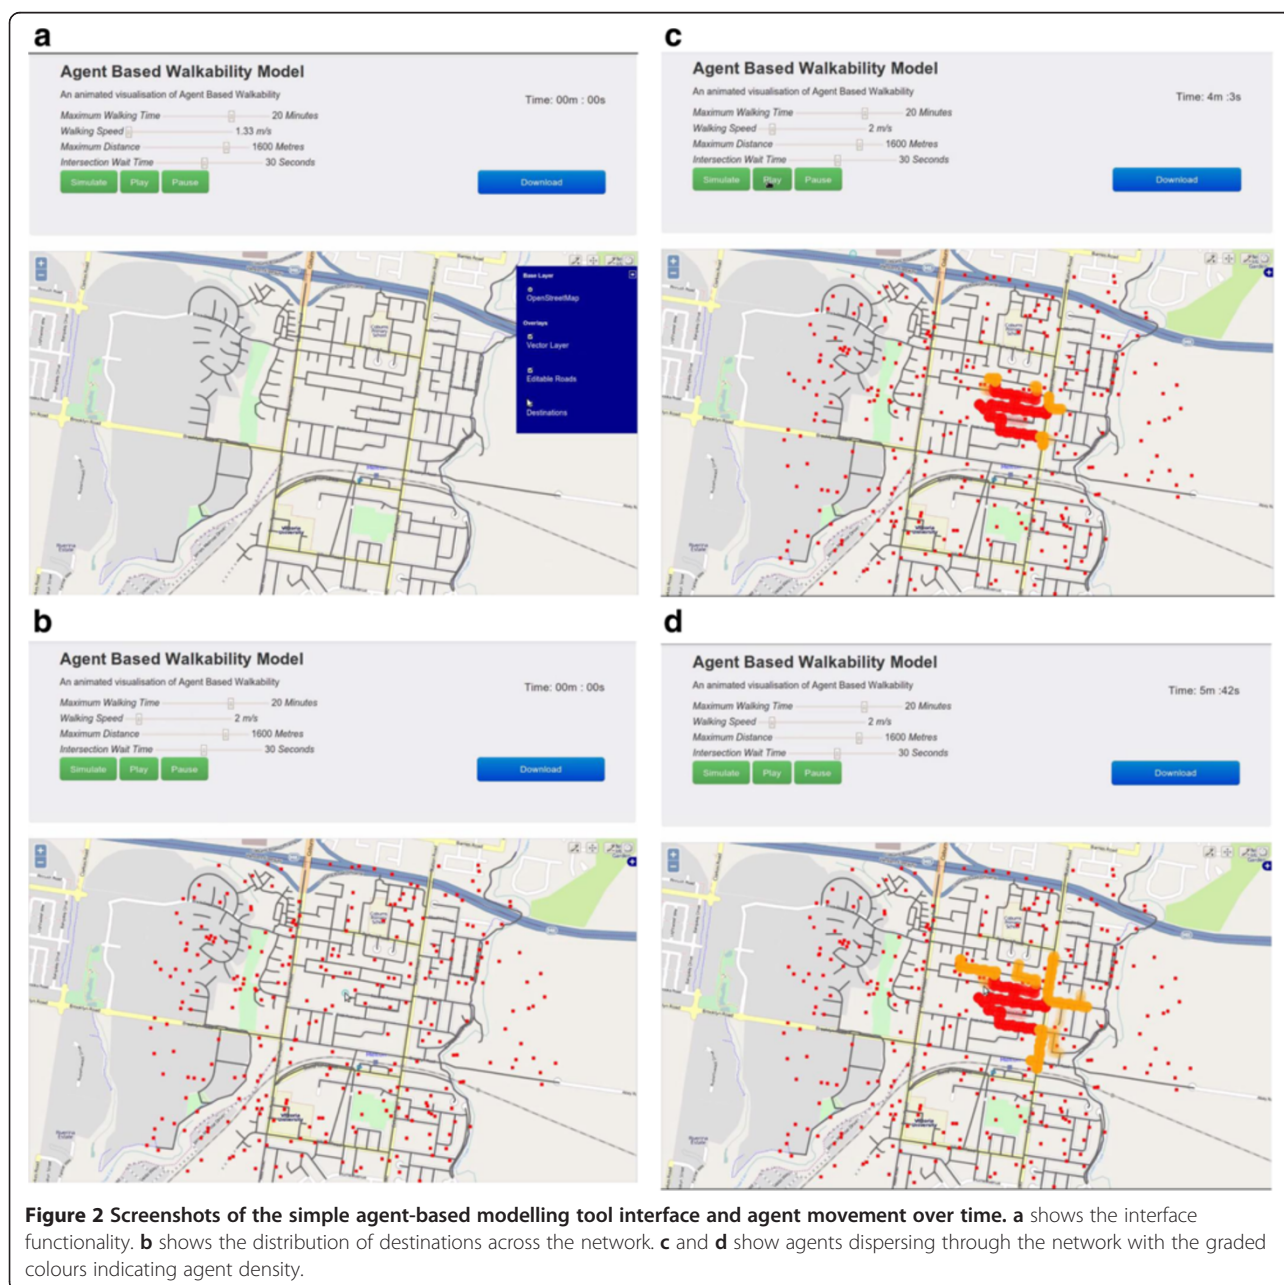 a
Agent Based Walkability Model
An animated visualisation of Agent Based Walkability
Time: 00m : 00s
Maximum Walking Time 20 Minutes
Walking Speed 1.33 m/s
Maximum Distance 1600 Metres
Intersection Wait Time 30 Seconds
Simulate Play Pause
Download
Base Layer
OpenStreetMap
Overlays
Vector Layer
Editable Roads
Destinations
c
Agent Based Walkability Model
An animated visualisation of Agent Based Walkability
Time: 4m :3s
Maximum Walking Time 20 Minutes
Walking Speed 2 m/s
Maximum Distance 1600 Metres
Intersection Wait Time 30 Seconds
Simulate Play Pause
Download
b
Agent Based Walkability Model
An animated visualisation of Agent Based Walkability
Time: 00m : 00s
Maximum Walking Time 20 Minutes
Walking Speed 2 m/s
Maximum Distance 1600 Metres
Intersection Wait Time 30 Seconds
Simulate Play Pause
Download
d
Agent Based Walkability Model
An animated visualisation of Agent Based Walkability
Time: 5m :42s
Maximum Walking Time 20 Minutes
Walking Speed 2 m/s
Maximum Distance 1600 Metres
Intersection Wait Time 30 Seconds
Simulate Play Pause
Download
Figure 2 Screenshots of the simple agent-based modelling tool interface and agent movement over time. a shows the interface
functionality. b shows the distribution of destinations across the network. c and d show agents dispersing through the network with the graded
colours indicating agent density.